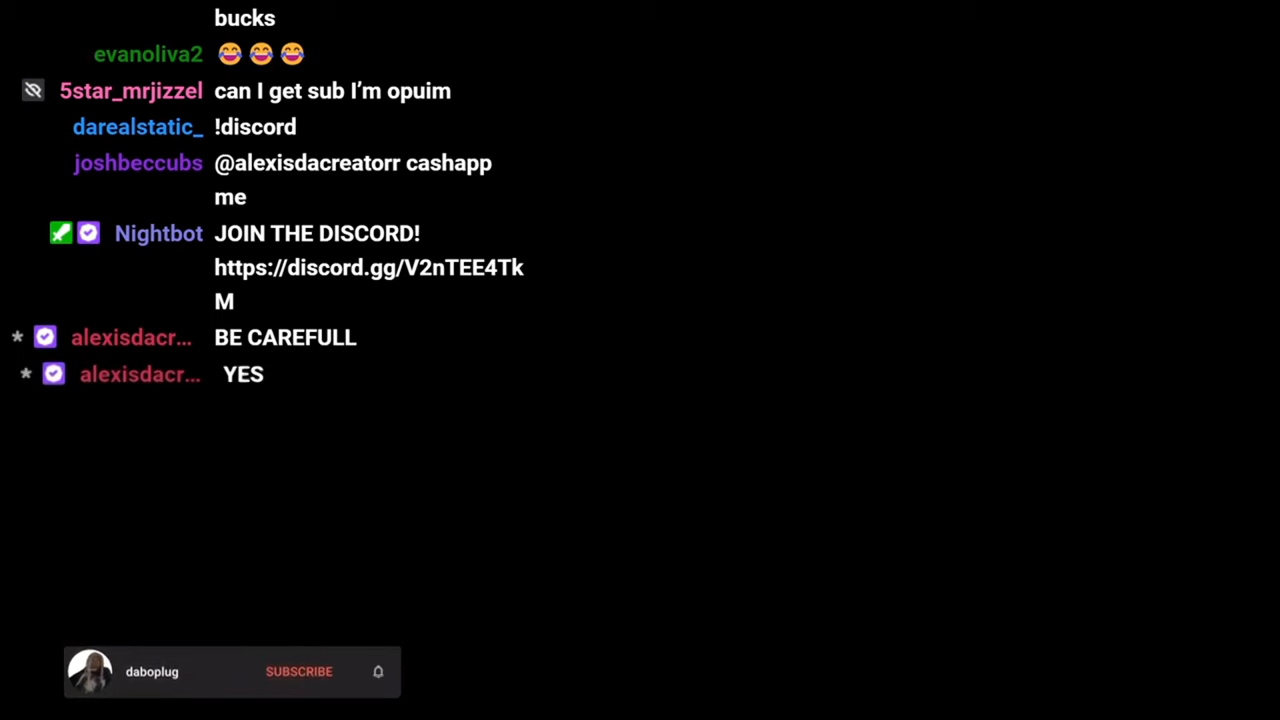 bucks
evanoliva2 😂😂😂
5star_mrjizzel can I get sub I’m opuim
darealstatic_ !discord
joshbeccubs @alexisdacreatorr cashapp
me
Nightbot JOIN THE DISCORD!
https://discord.gg/V2nTEE4Tk
M
* alexisdacr... BE CAREFULL
* alexisdacr... YES
daboplug SUBSCRIBE